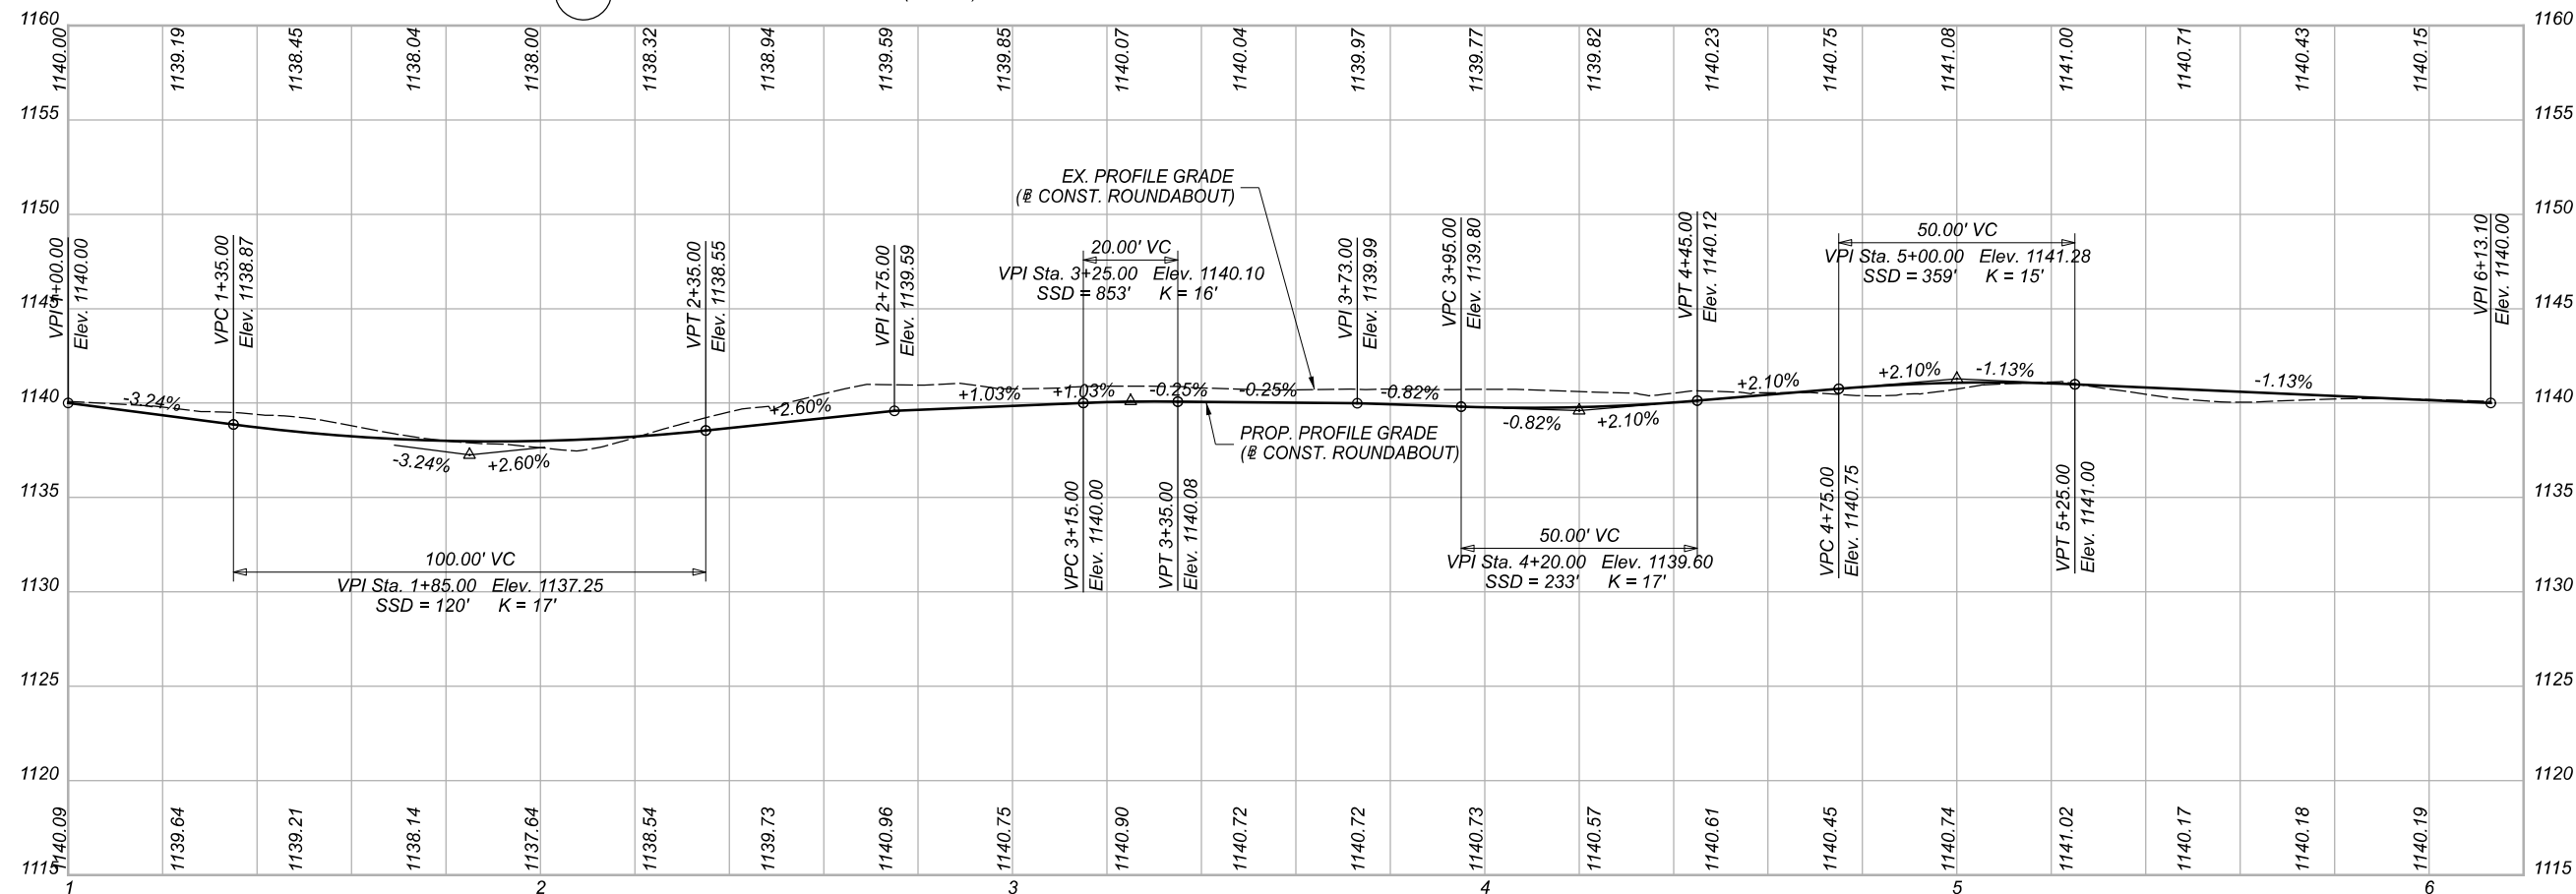 1160 1160
1155 1155
1150 1150
1145 1145
1140 1140
1135 1135
1130 1130
1125 1125
1120 1120
1115 1115
1140.00 1139.19 1138.45 1138.04 1138.00 1138.32 1138.94 1139.59 1139.85 1140.07 1140.04 1139.97 1139.77 1139.82 1140.23 1140.75 1141.08 1141.00 1140.71 1140.43 1140.15
VPI 1+00.00
Elev. 1140.00
VPC 1+35.00
Elev. 1138.87
VPT 2+35.00
Elev. 1138.55
VPI 2+75.00
Elev. 1139.59
20.00' VC
VPI Sta. 3+25.00 Elev. 1140.10
SSD = 853' K = 16'
EX. PROFILE GRADE
(℄ CONST. ROUNDABOUT)
VPI 3+73.00
Elev. 1139.99
VPC 3+95.00
Elev. 1139.80
VPT 4+45.00
Elev. 1140.12
50.00' VC
VPI Sta. 5+00.00 Elev. 1141.28
SSD = 359' K = 15'
VPI 6+13.10
Elev. 1140.00
-3.24%
-3.24%
+2.60%
+2.60%
+1.03%
+1.03%
-0.25%
-0.25%
-0.82%
-0.82%
+2.10%
+2.10%
+2.10%
-1.13%
-1.13%
PROP. PROFILE GRADE
(℄ CONST. ROUNDABOUT)
100.00' VC
VPI Sta. 1+85.00 Elev. 1137.25
SSD = 120' K = 17'
VPC 3+15.00
Elev. 1140.00
VPT 3+35.00
Elev. 1140.08
50.00' VC
VPI Sta. 4+20.00 Elev. 1139.60
SSD = 233' K = 17'
VPC 4+75.00
Elev. 1140.75
VPT 5+25.00
Elev. 1141.00
1140.09 1139.64 1139.21 1138.14 1137.64 1138.54 1139.73 1140.96 1140.75 1140.90 1140.72 1140.72 1140.73 1140.57 1140.61 1140.45 1140.74 1141.02 1140.17 1140.18 1140.19
1 2 3 4 5 6